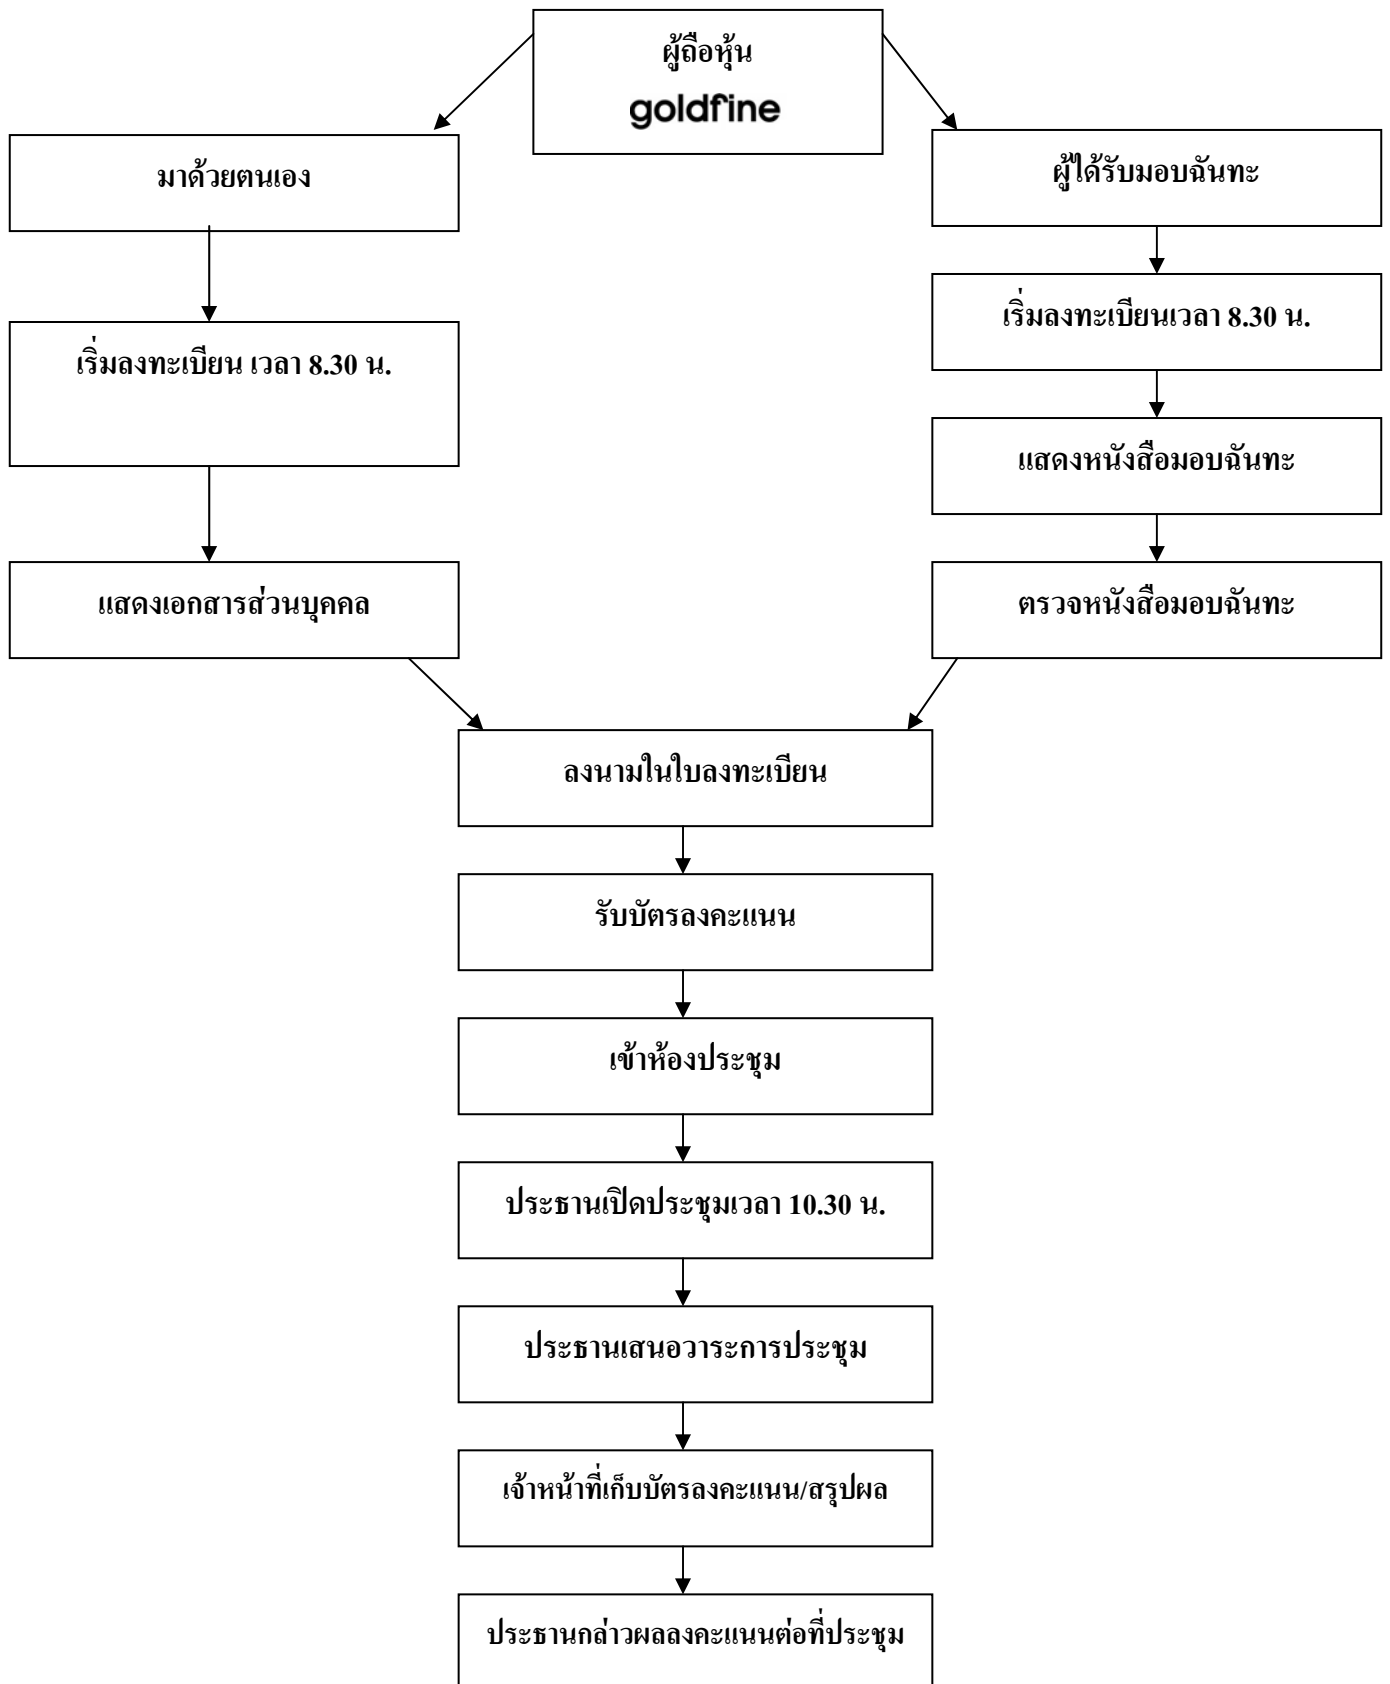 ผู้ถือหุ้น
goldfine
มาด้วยตนเอง
ผู้ได้รับมอบฉันทะ
เริ่มลงทะเบียน เวลา 8.30 น.
เริ่มลงทะเบียนเวลา 8.30 น.
แสดงหนังสือมอบฉันทะ
แสดงเอกสารส่วนบุคคล
ตรวจหนังสือมอบฉันทะ
ลงนามในใบลงทะเบียน
รับบัตรลงคะแนน
เข้าห้องประชุม
ประธานเปิดประชุมเวลา 10.30 น.
ประธานเสนอวาระการประชุม
เจ้าหน้าที่เก็บบัตรลงคะแนน/สรุปผล
ประธานกล่าวผลลงคะแนนต่อที่ประชุม